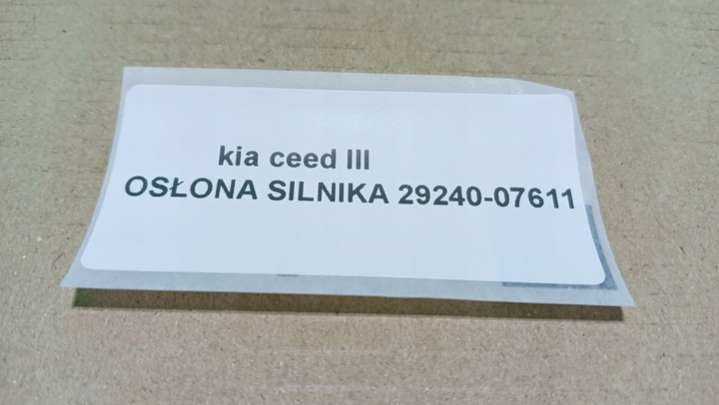 kia ceed III
OSŁONA SILNIKA 29240-07611